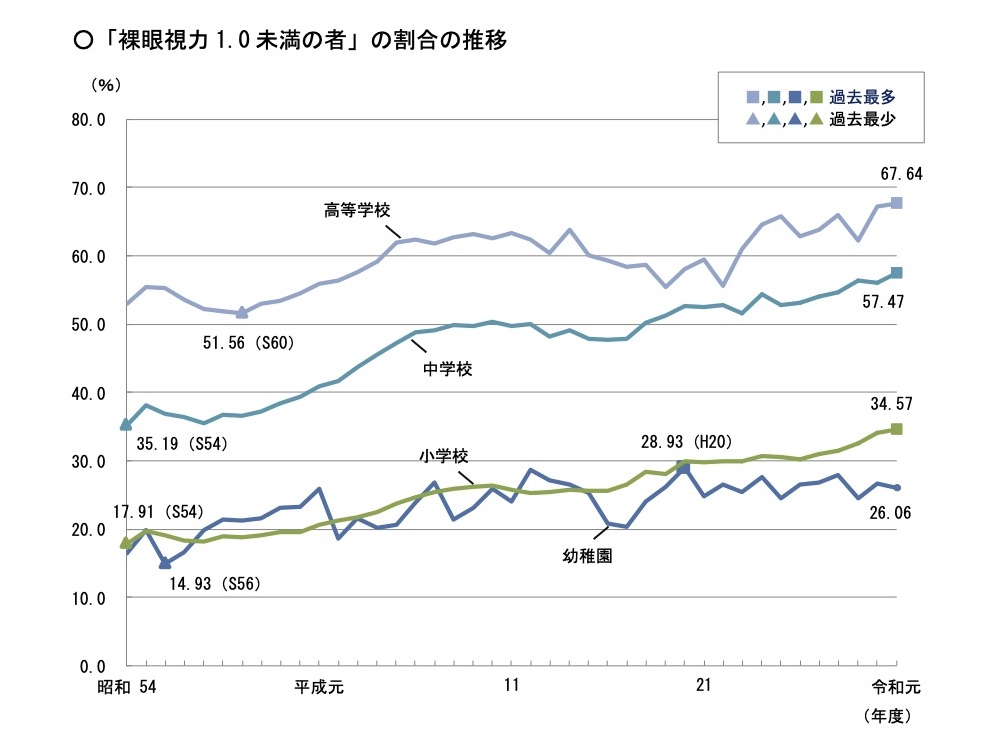 ○「裸眼視力1.0未満の者」の割合の推移
（%）
■,■,■,■ 過去最多
▲,▲,▲,▲ 過去最少
80.0
70.0
60.0
50.0
40.0
30.0
20.0
10.0
0.0
67.64
高等学校
57.47
51.56（S60）
中学校
34.57
35.19（S54）
28.93（H20）
小学校
17.91（S54）
26.06
幼稚園
14.93（S56）
昭和 54
平成元
11
21
令和元
（年度）